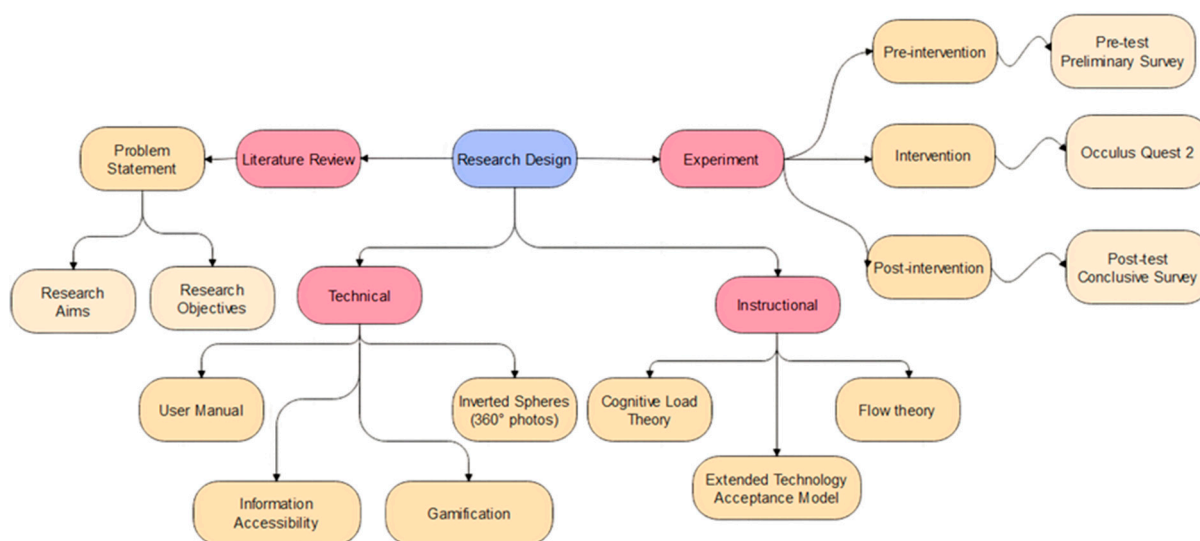 Pre-intervention
Pre-test
Preliminary Survey
Problem
Statement
Literature Review
Research Design
Experiment
Intervention
Occulus Quest 2
Research
Aims
Research
Objectives
Technical
Instructional
Post-intervention
Post-test
Conclusive Survey
User Manual
Inverted Spheres
(360° photos)
Cognitive Load
Theory
Flow theory
Information
Accessibility
Gamification
Extended Technology
Acceptance Model